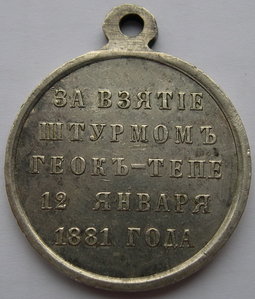 ЗА ВЗЯТІЕ
ШТУРМОМЪ
ГЕОКЪ-ТЕПЕ
12 ЯНВАРЯ
1881 ГОДА